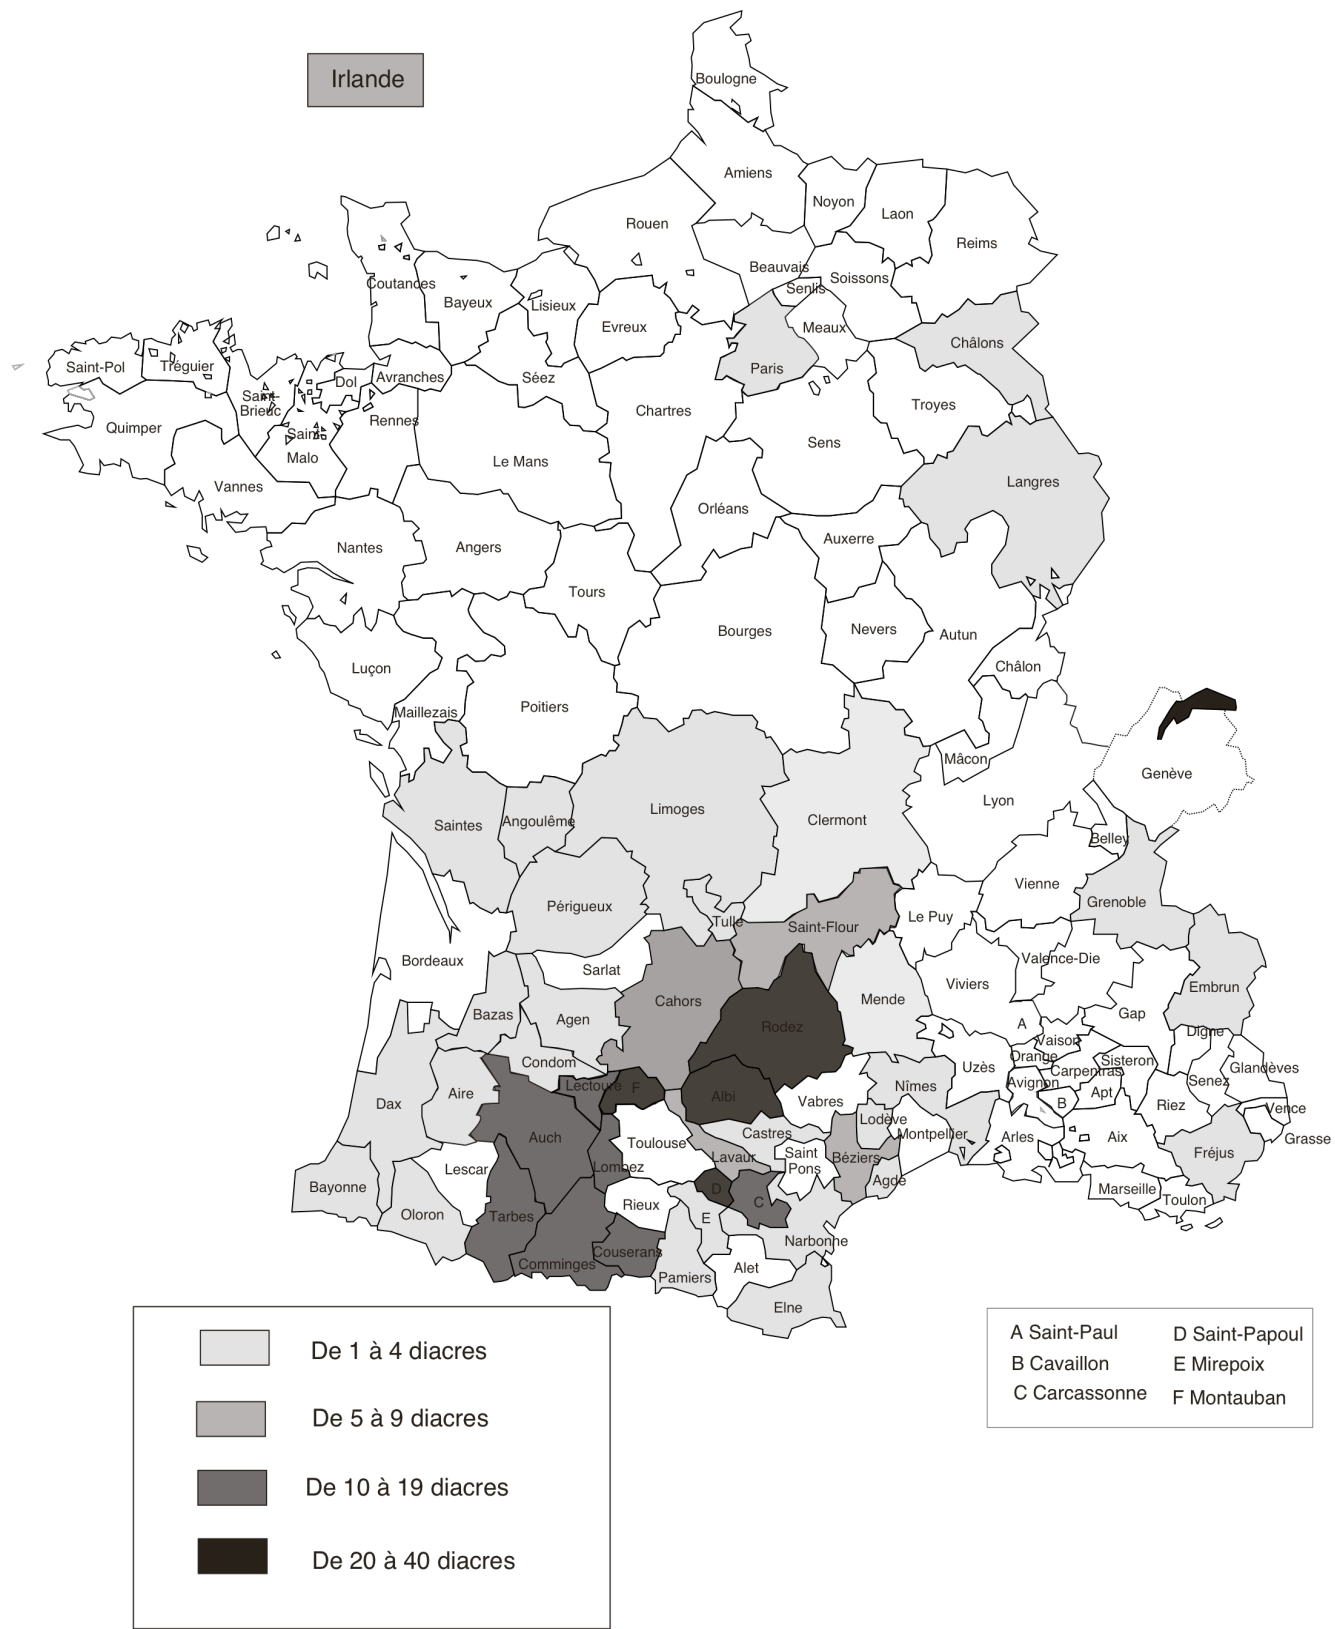 Irlande
Boulogne
Amiens
Noyon
Laon
Rouen
Reims
Beauvais
Soissons
Senlis
Coutances
Bayeux
Lisieux
Evreux
Meaux
Châlons
Saint-Pol
Tréguier
Paris
Dol
Avranches
Séez
Saint-
Brieuc
Chartres
Troyes
Rennes
Quimper
Saint-
Malo
Sens
Le Mans
Langres
Vannes
Orléans
Auxerre
Nantes
Angers
Tours
Bourges
Nevers
Autun
Luçon
Châlon
Poitiers
Maillezais
Mâcon
Genève
Lyon
Limoges
Clermont
Saintes
Angoulême
Belley
Vienne
Périgueux
Grenoble
Le Puy
Tulle
Saint-Flour
Bordeaux
Sarlat
Valence-Die
Viviers
Embrun
Cahors
Mende
Bazas
Agen
Rodez
Gap
A
Digne
Vaison
Orange
Condom
Sisteron
Uzès
Carpentras
Glandèves
Lectoure
F
Nîmes
Avignon
Senez
Aire
Albi
Vabres
B
Apt
Dax
Riez
Vence
Lodève
Auch
Toulouse
Castres
Montpellier
Arles
Aix
Grasse
Saint
Pons
Lavaur
Béziers
Fréjus
Lescar
Lombez
Bayonne
D
Agde
Marseille
Toulon
Oloron
Tarbes
Rieux
C
E
Narbonne
Couserans
Comminges
Alet
Pamiers
Elne
De 1 à 4 diacres
De 5 à 9 diacres
De 10 à 19 diacres
De 20 à 40 diacres
A Saint-Paul
B Cavaillon
C Carcassonne
D Saint-Papoul
E Mirepoix
F Montauban